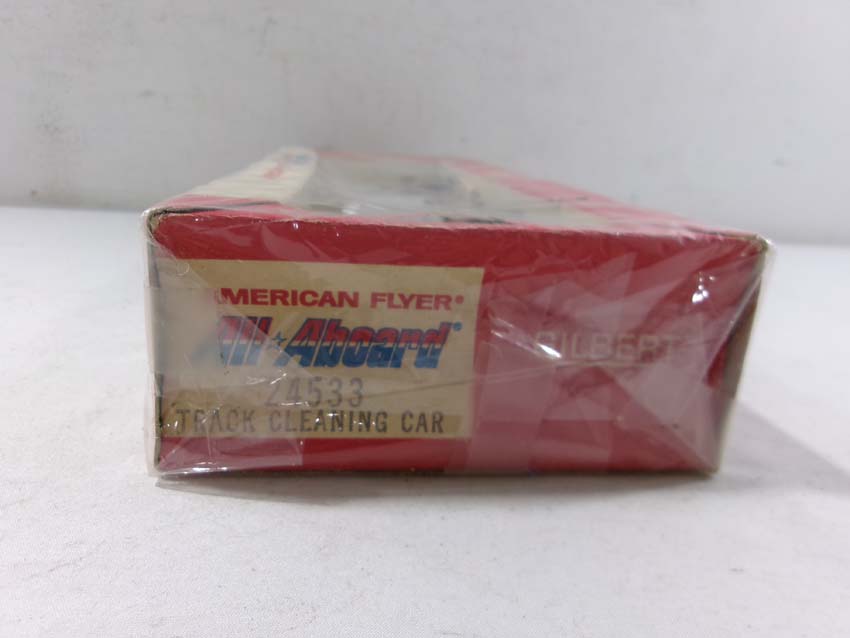 AMERICAN FLYER®
All•Aboard®
GILBERT
24533
TRACK CLEANING CAR